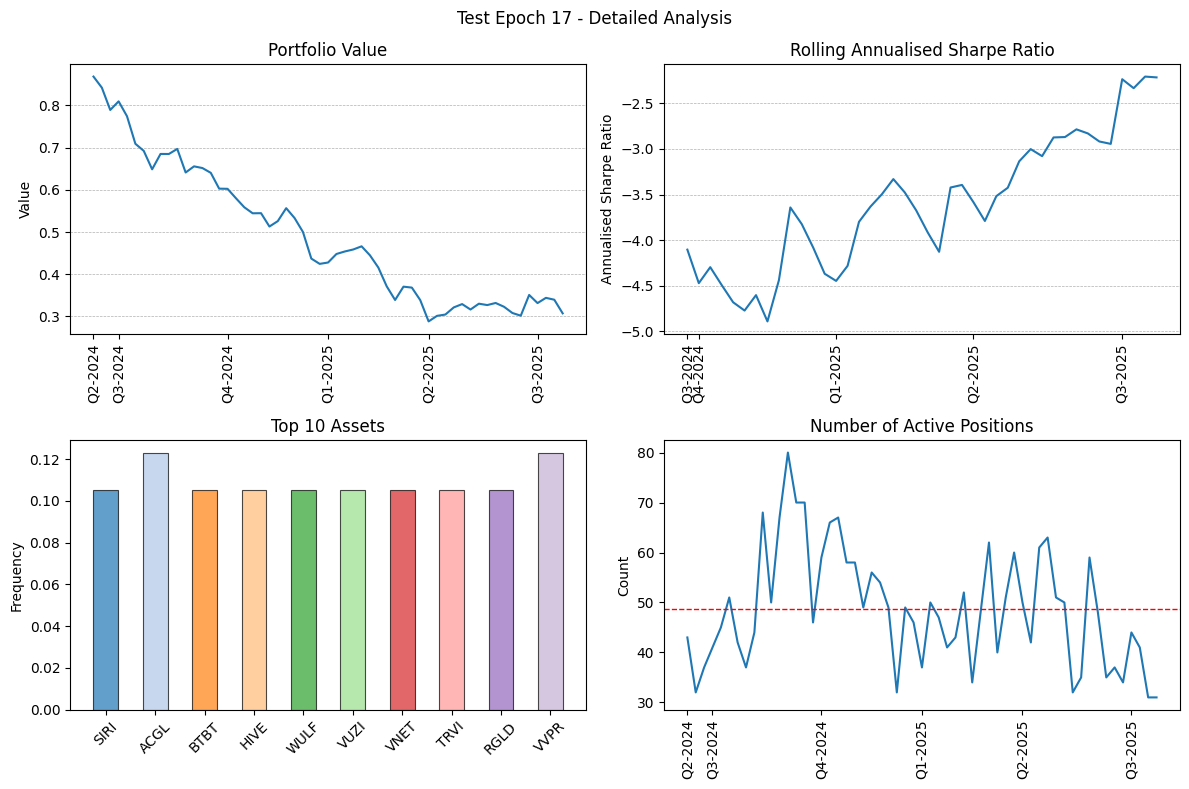 Test Epoch 17 - Detailed Analysis
Portfolio Value
Value
0.8
0.7
0.6
0.5
0.4
0.3
Q2-2024
Q3-2024
Q4-2024
Q1-2025
Q2-2025
Q3-2025
Rolling Annualised Sharpe Ratio
Annualised Sharpe Ratio
−2.5
−3.0
−3.5
−4.0
−4.5
−5.0
Q3-2024
Q4-2024
Q1-2025
Q2-2025
Q3-2025
Top 10 Assets
Frequency
0.12
0.10
0.08
0.06
0.04
0.02
0.00
SIRI
ACGL
BTBT
HIVE
WULF
VUZI
VNET
TRVI
RGLD
VVPR
Number of Active Positions
Count
80
70
60
50
40
30
Q2-2024
Q3-2024
Q4-2024
Q1-2025
Q2-2025
Q3-2025